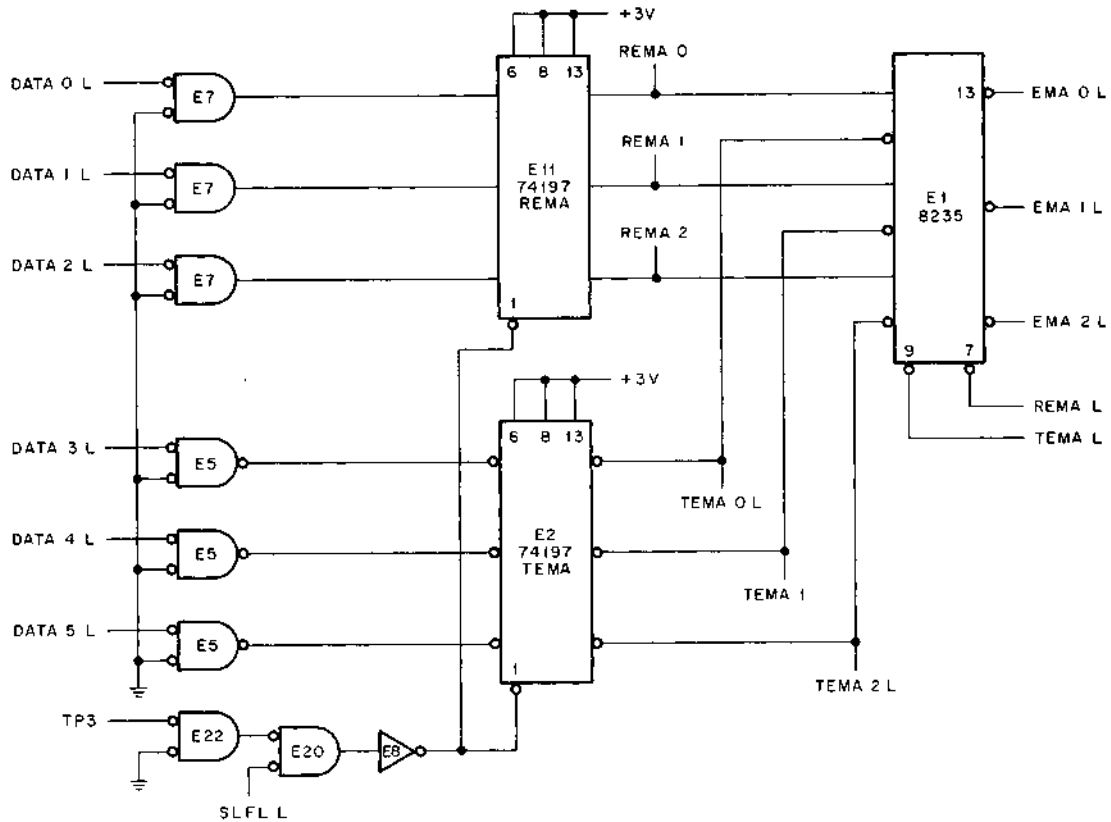 +3V
6 8 13
REMA 0
DATA 0 L
E7
13
EMA 0 L
REMA 1
DATA 1 L
E7
E11
74197
REMA
E1
8235
EMA 1 L
REMA 2
DATA 2 L
E7
1
EMA 2 L
9 7
+3V
REMA L
TEMA L
6 8 13
DATA 3 L
E5
TEMA 0 L
DATA 4 L
E5
E2
74197
TEMA
TEMA 1
DATA 5 L
E5
1
TEMA 2 L
TP3
E22
E20
E8
SLFL L